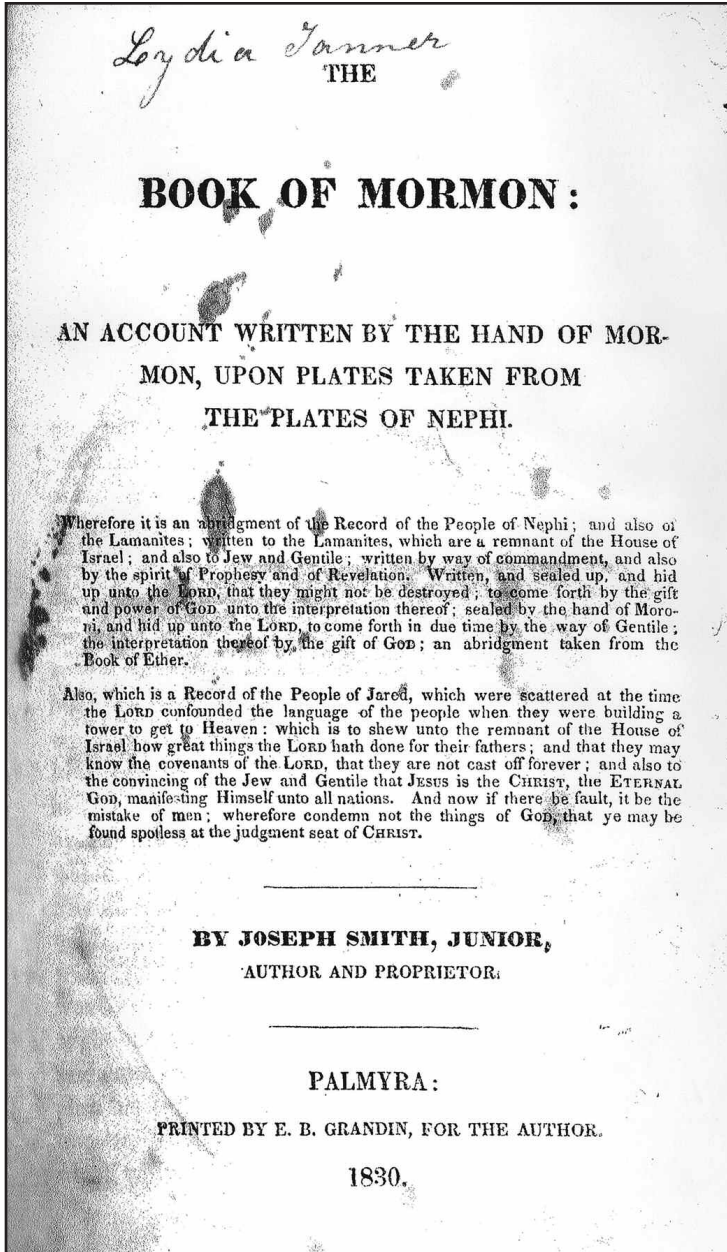 Lydia Tanner
THE
BOOK OF MORMON:
AN ACCOUNT WRITTEN BY THE HAND OF MOR-
MON, UPON PLATES TAKEN FROM
THE PLATES OF NEPHI.
Wherefore it is an abridgment of the Record of the People of Nephi; and also of
the Lamanites; written to the Lamanites, which are a remnant of the House of
Israel; and also to Jew and Gentile; written by way of commandment, and also
by the spirit of Prophesy and of Revelation. Written, and sealed up, and hid
up unto the LORD, that they might not be destroyed; to come forth by the gift
and power of GOD unto the interpretation thereof; sealed by the hand of Moro-
ni, and hid up unto the LORD, to come forth in due time by the way of Gentile;
the interpretation thereof by the gift of GOD; an abridgment taken from the
Book of Ether.
Also, which is a Record of the People of Jared, which were scattered at the time
the LORD confounded the language of the people when they were building a
tower to get to Heaven: which is to shew unto the remnant of the House of
Israel how great things the LORD hath done for their fathers; and that they may
know the covenants of the LORD, that they are not cast off forever; and also to
the convincing of the Jew and Gentile that JESUS is the CHRIST, the ETERNAL
GOD, manifesting Himself unto all nations. And now if there be fault, it be the
mistake of men; wherefore condemn not the things of GOD, that ye may be
found spotless at the judgment seat of CHRIST.
BY JOSEPH SMITH, JUNIOR,
AUTHOR AND PROPRIETOR.
PALMYRA:
PRINTED BY E. B. GRANDIN, FOR THE AUTHOR.
1830.